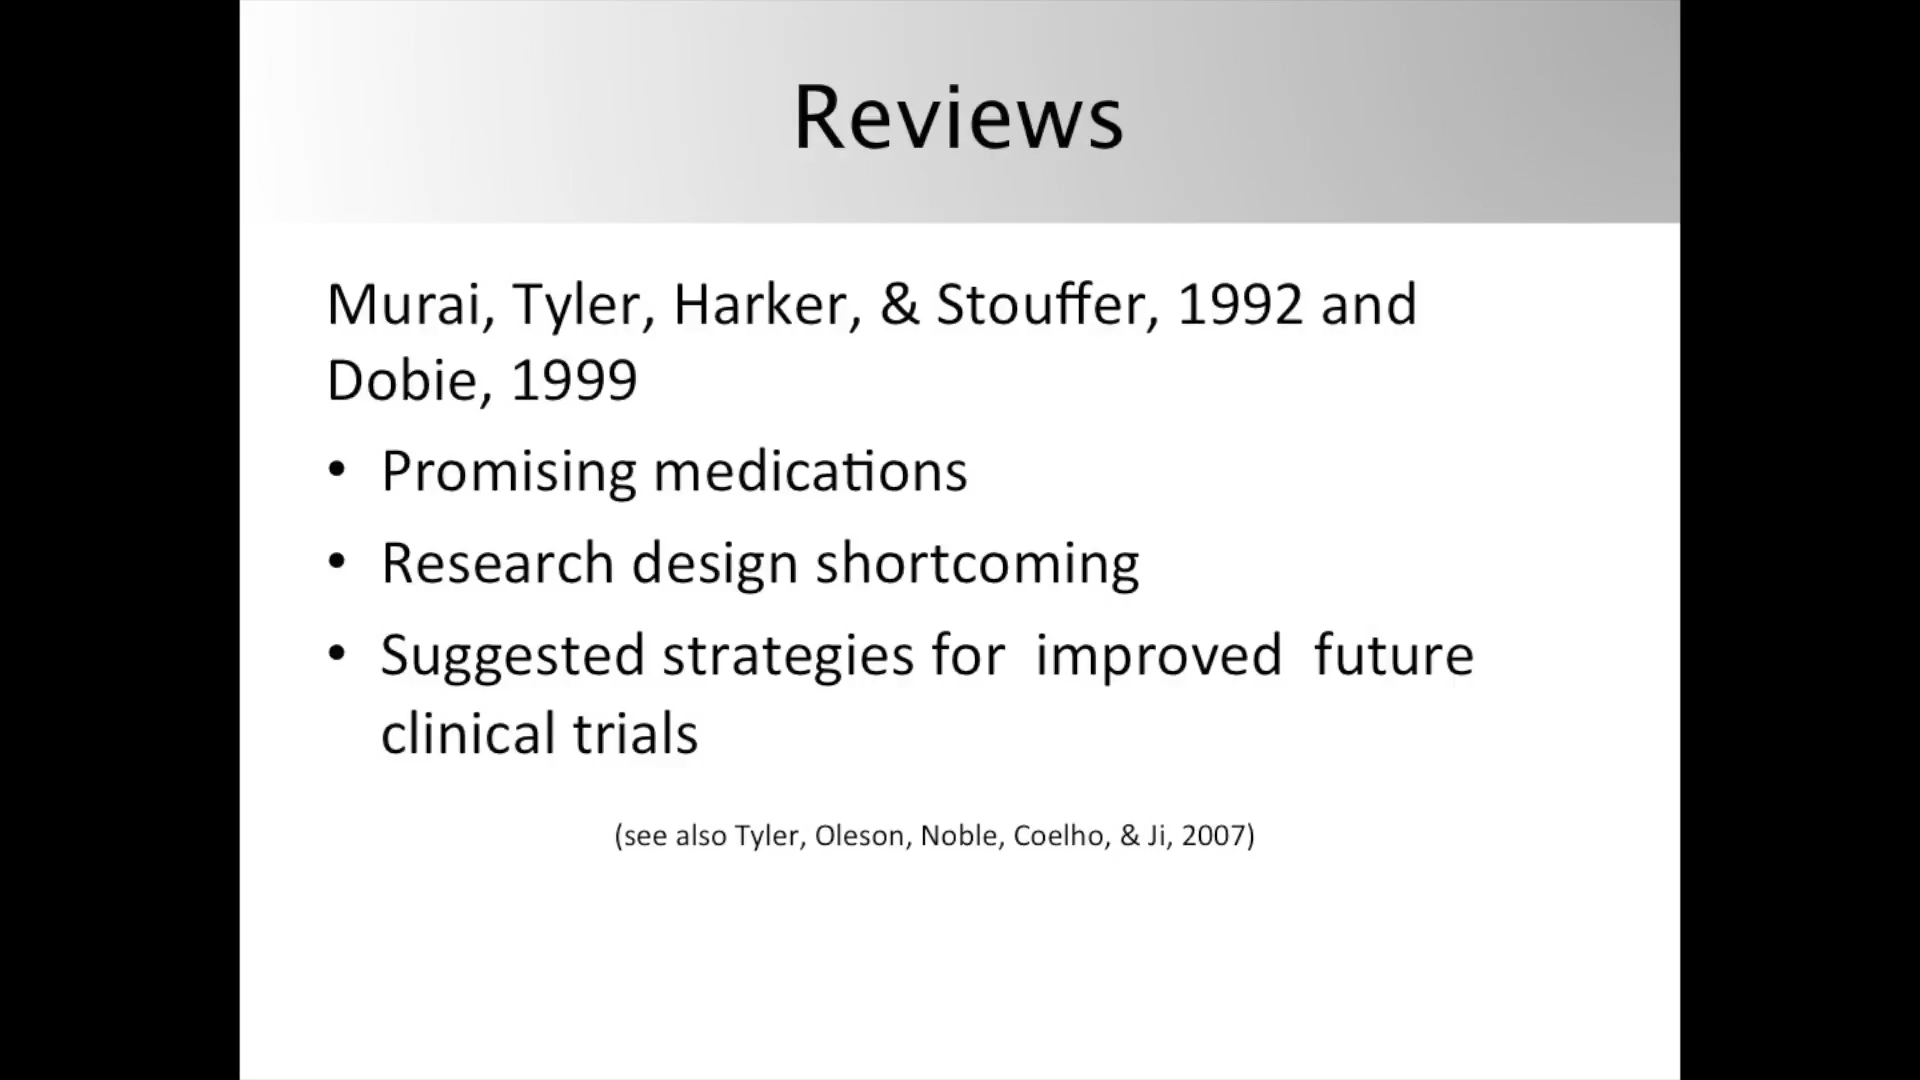 Reviews
Murai, Tyler, Harker, & Stouffer, 1992 and
Dobie, 1999
• Promising medications
• Research design shortcoming
• Suggested strategies for  improved  future
clinical trials
(see also Tyler, Oleson, Noble, Coelho, & Ji, 2007)